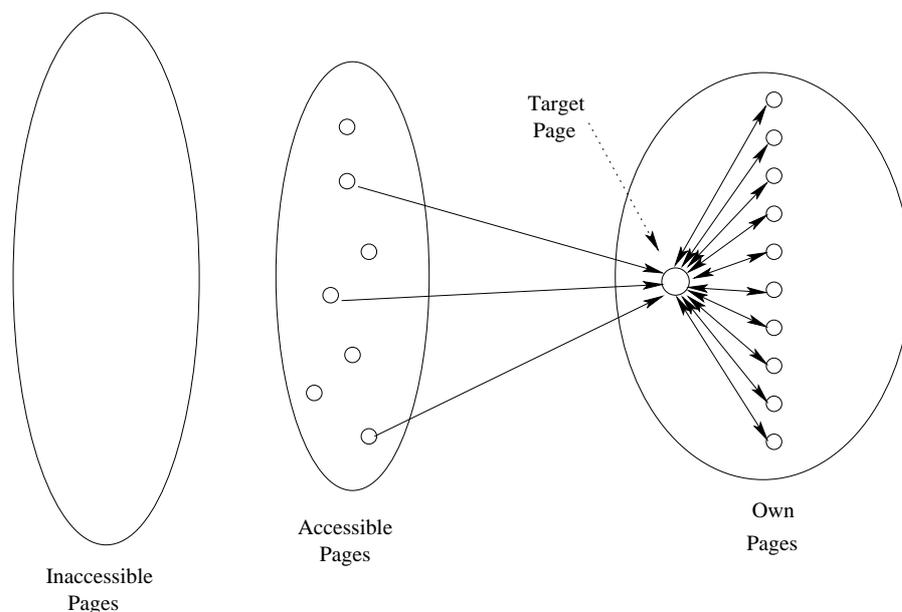 Target
Page
Own
Pages
Accessible
Pages
Inaccessible
Pages